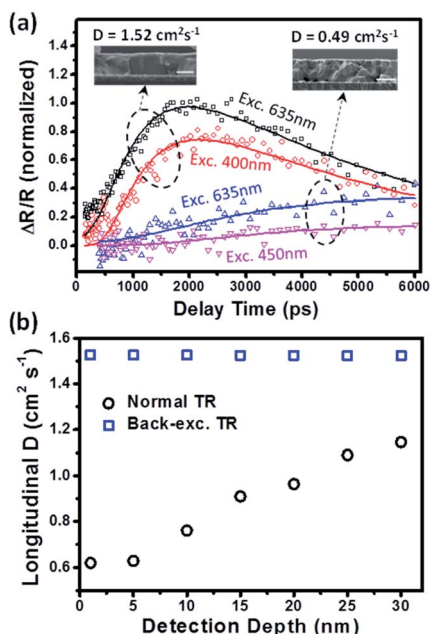 (a)
D = 1.52 cm²s⁻¹
D = 0.49 cm²s⁻¹
Exc. 635nm
Exc. 400nm
Exc. 635nm
Exc. 450nm
ΔR/R (normalized)
1.4
1.2
1.0
0.8
0.6
0.4
0.2
0.0
0 1000 2000 3000 4000 5000 6000
Delay Time (ps)
(b)
Longitudinal D (cm² s⁻¹)
1.6
1.4
1.2
1.0
0.8
0.6
Normal TR
Back-exc. TR
0 5 10 15 20 25 30
Detection Depth (nm)